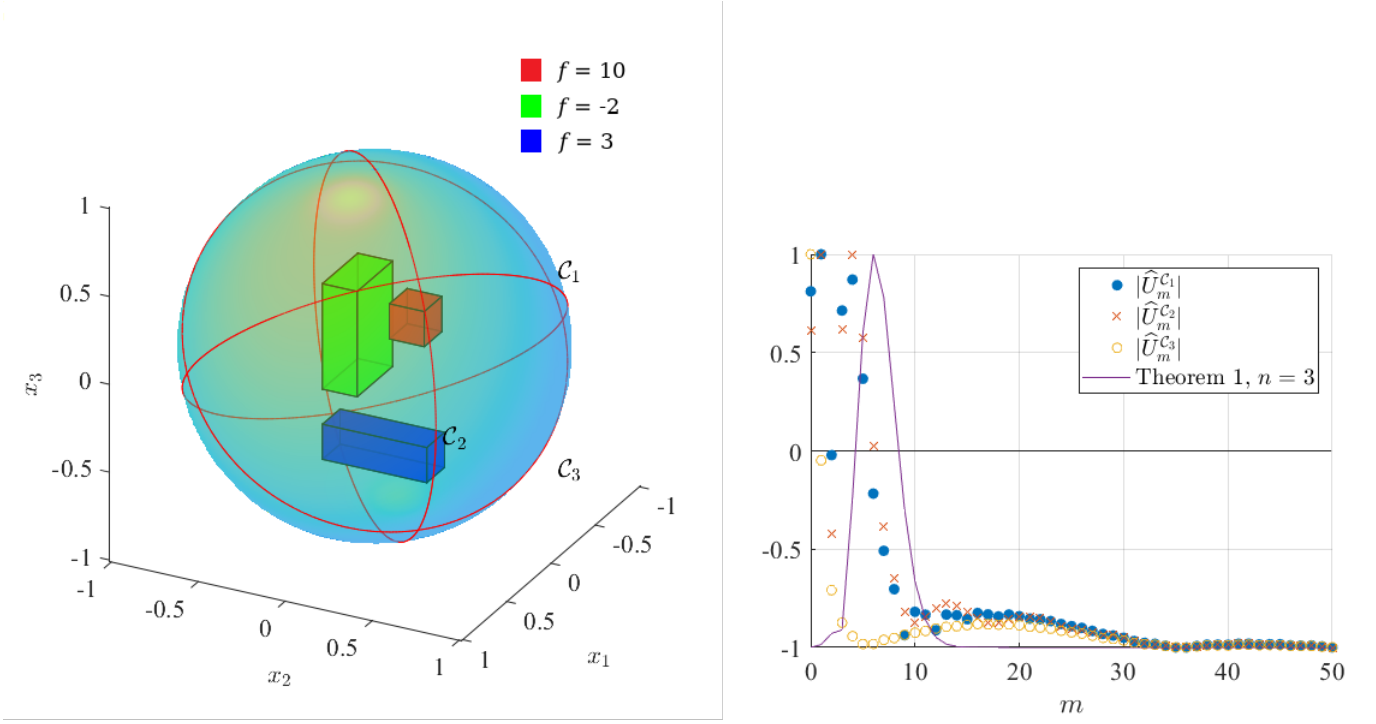 f = 10
f = -2
f = 3
1
0.5
0
-0.5
-1
x₃
-1
-0.5
0
0.5
1
x₂
-1
-0.5
0
0.5
1
x₁
𝒞₁
𝒞₂
𝒞₃
1
0.5
0
-0.5
-1
0 10 20 30 40 50
m
|Û_m^{𝒞₁}|
|Û_m^{𝒞₂}|
|Û_m^{𝒞₃}|
Theorem 1, n = 3